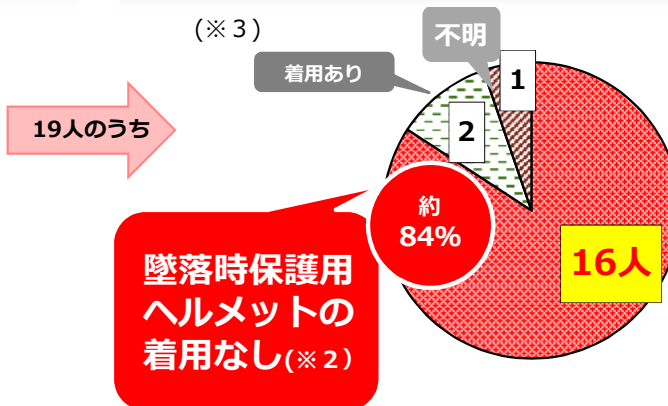 (※３)
不明
着用あり
1
19人のうち
2
約
84%
16人
墜落時保護用
ヘルメットの
着用なし(※２)